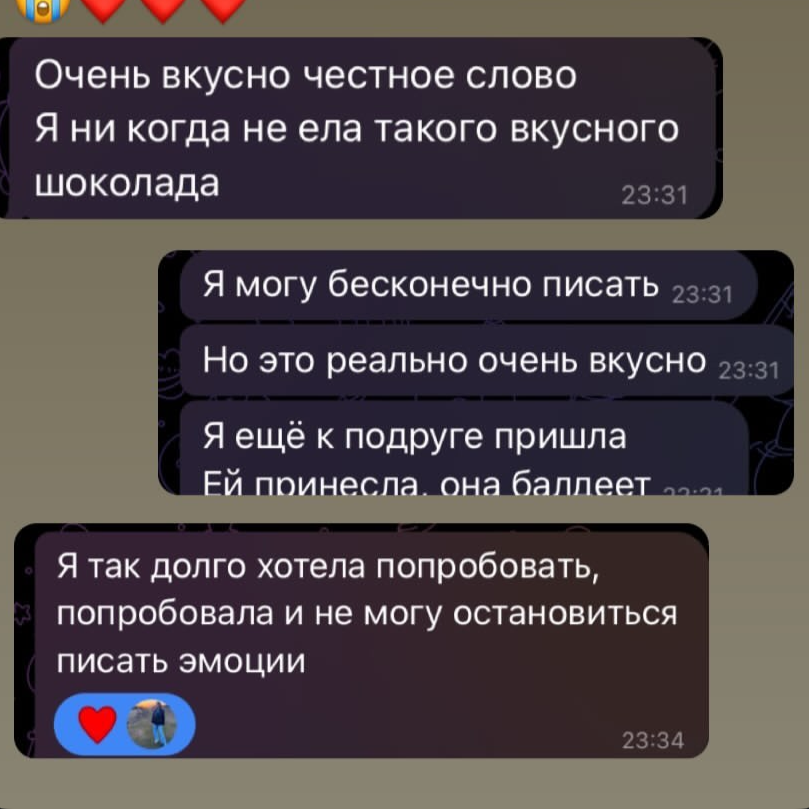 Очень вкусно честное слово
Я ни когда не ела такого вкусного
шоколада
23:31
Я могу бесконечно писать 23:31
Но это реально очень вкусно 23:31
Я ещё к подруге пришла
Ей принесла, она балдеет 23:31
Я так долго хотела попробовать,
попробовала и не могу остановиться
писать эмоции
23:34